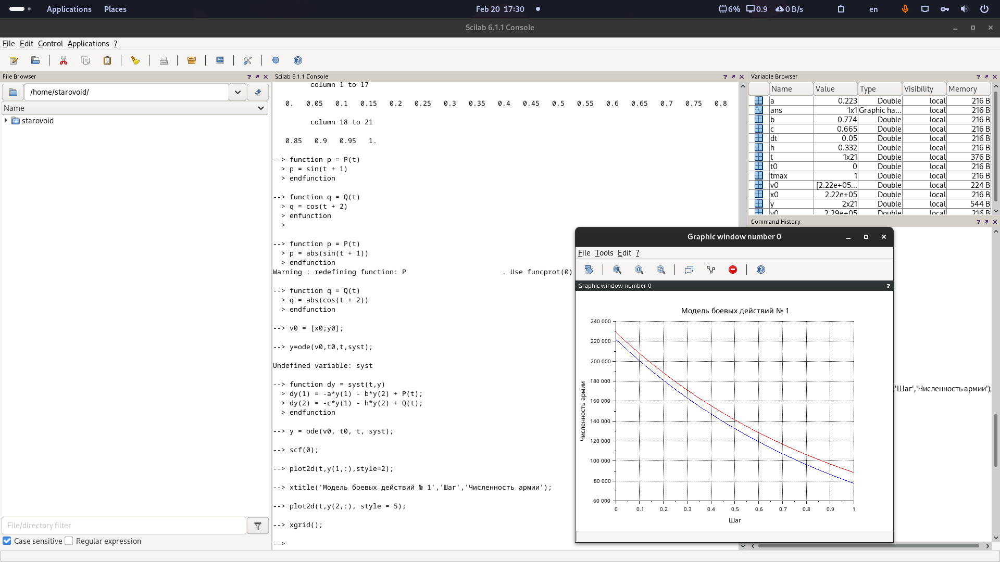 Applications Places Feb 20 17:30 6% 0.9 0 B/s en
Scilab 6.1.1 Console
File Edit Control Applications ?
File Browser
/home/starovoid/
Name
starovoid
File/directory filter
Case sensitive Regular expression
Scilab 6.1.1 Console
column 1 to 17
0. 0.05 0.1 0.15 0.2 0.25 0.3 0.35 0.4 0.45 0.5 0.55 0.6 0.65 0.7 0.75 0.8
column 18 to 21
0.85 0.9 0.95 1.
--> function p = P(t)
> p = sin(t + 1)
> endfunction
--> function q = Q(t)
> q = cos(t + 2)
> enfunction
>
--> function p = P(t)
> p = abs(sin(t + 1))
> endfunction
Warning : redefining function: P . Use funcprot(0)
--> function q = Q(t)
> q = abs(cos(t + 2))
> endfunction
--> v0 = [x0;y0];
--> y=ode(v0,t0,t,syst);
Undefined variable: syst
--> function dy = syst(t,y)
> dy(1) = -a*y(1) - b*y(2) + P(t);
> dy(2) = -c*y(1) - h*y(2) + Q(t);
> endfunction
--> y = ode(v0, t0, t, syst);
--> scf(0);
--> plot2d(t,y(1,:),style=2);
--> xtitle('Модель боевых действий № 1','Шаг','Численность армии');
--> plot2d(t,y(2,:), style = 5);
--> xgrid();
-->
Variable Browser
Name Value Type Visibility Memory
a 0.223 Double local 216 B
ans 1x1 Graphic ha... local 216 B
b 0.774 Double local 216 B
c 0.665 Double local 216 B
dt 0.05 Double local 216 B
h 0.332 Double local 216 B
t 1x21 Double local 376 B
t0 0 Double local 216 B
tmax 1 Double local 216 B
v0 [2.22e+05... Double local 224 B
x0 2.22e+05 Double local 216 B
y 2x21 Double local 544 B
y0 2.29e+05 Double local 216 B
Command History
,'Шаг','Численность армии');
Graphic window number 0
File Tools Edit ?
Graphic window number 0 ?
Модель боевых действий № 1
240 000
220 000
200 000
180 000
160 000
140 000
120 000
100 000
80 000
60 000
Численность армии
0 0.1 0.2 0.3 0.4 0.5 0.6 0.7 0.8 0.9 1
Шаг